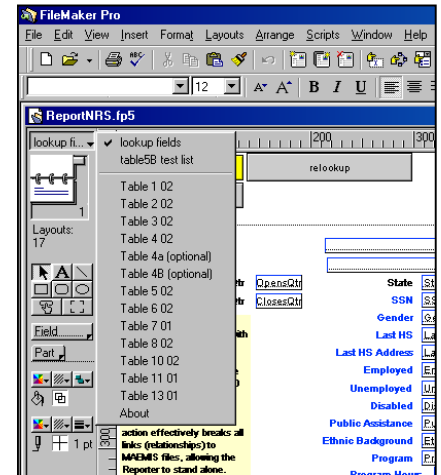 FileMaker Pro
File Edit View Insert Format Layouts Arrange Scripts Window Help
12 B I U
ReportNRS.fp5
lookup fi...
lookup fields
table5B test list
Table 1 02
Table 2 02
Table 3 02
Table 4 02
Table 4a (optional)
Table 4B (optional)
Table 5 02
Table 6 02
Table 7 01
Table 8 02
Table 10 02
Table 11 01
Table 13 01
About
200
300
relookup
1
Layouts:
17
Field
Part
1 pt
OpensQtr
ClosesQtr
State
SSN
Gender
Last HS
Last HS Address
Employed
Unemployed
Disabled
Public Assistance
Ethnic Background
Program
Program Hours
action effectively breaks all
links (relationships) to
MAEMIS files, allowing the
Reporter to stand alone.